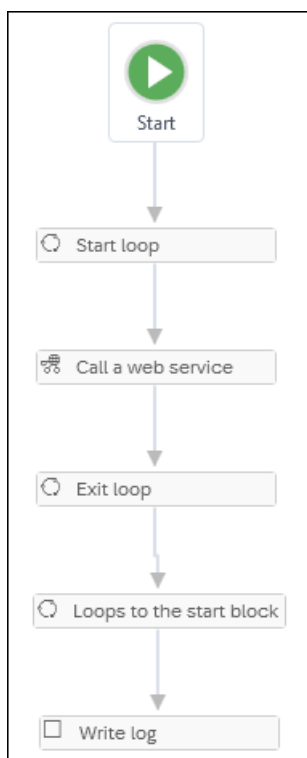 Start
Start loop
Call a web service
Exit loop
Loops to the start block
Write log